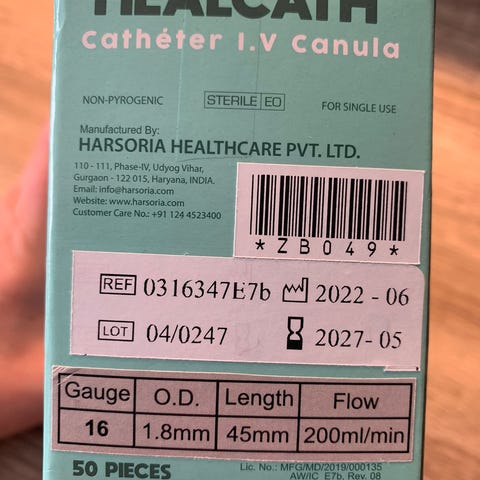 HEALCATH
Cathéter I.V Canula
NON-PYROGENIC STERILE EO FOR SINGLE USE
Manufactured By:
HARSORIA HEALTHCARE PVT. LTD.
110 - 111, Phase-IV, Udyog Vihar,
Gurgaon - 122 015, Haryana, INDIA.
Email: info@harsoria.com
Website: www.harsoria.com
Customer Care No.: +91 124 4523400
*ZB049*
REF 0316347E7b 2022 - 06
LOT 04/0247 2027- 05
Gauge O.D. Length Flow
16 1.8mm 45mm 200ml/min
50 PIECES
Lic. No.: MFG/MD/2019/000135
AW/IC_E7b, Rev. 08